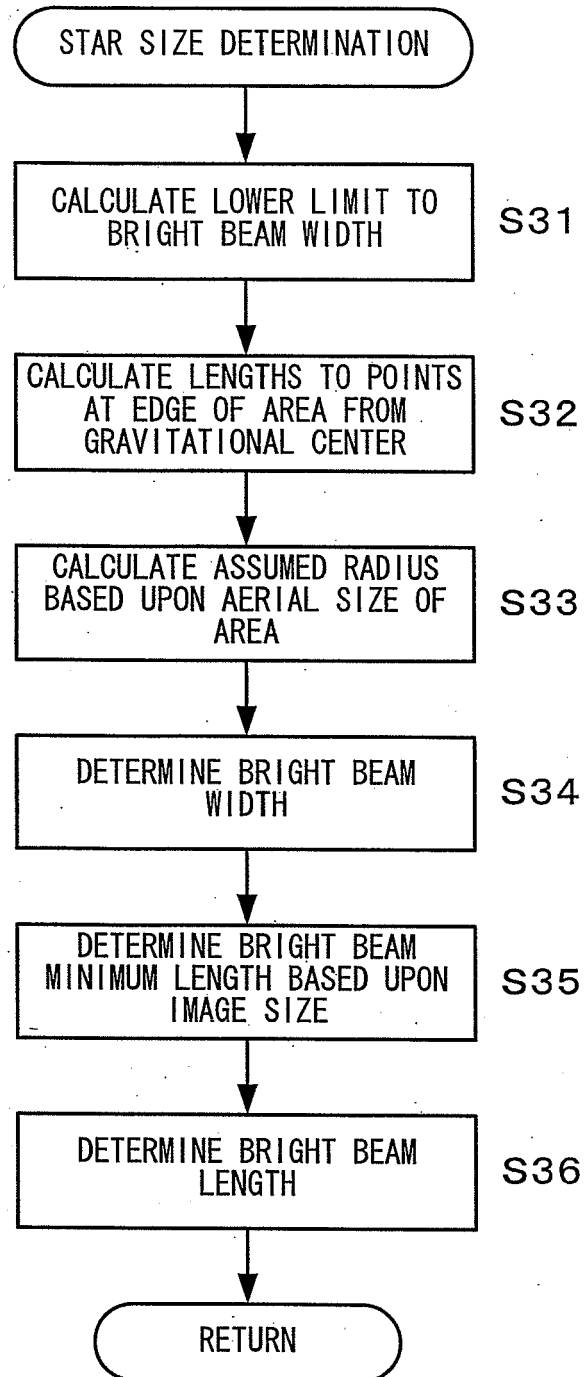 STAR SIZE DETERMINATION
CALCULATE LOWER LIMIT TO
BRIGHT BEAM WIDTH
S31
CALCULATE LENGTHS TO POINTS
AT EDGE OF AREA FROM
GRAVITATIONAL CENTER
S32
CALCULATE ASSUMED RADIUS
BASED UPON AERIAL SIZE OF
AREA
S33
DETERMINE BRIGHT BEAM
WIDTH
S34
DETERMINE BRIGHT BEAM
MINIMUM LENGTH BASED UPON
IMAGE SIZE
S35
DETERMINE BRIGHT BEAM
LENGTH
S36
RETURN